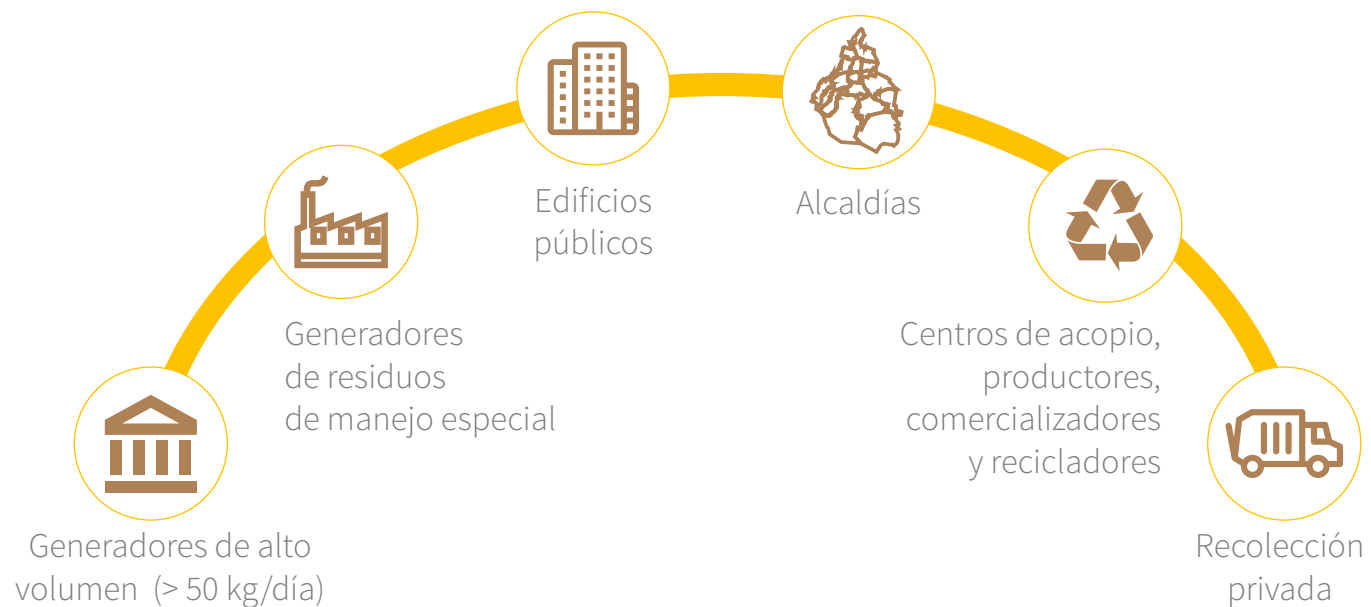 Edificios
públicos
Alcaldías
Generadores
de residuos
de manejo especial
Centros de acopio,
productores,
comercializadores
y recicladores
Generadores de alto
volumen (> 50 kg/día)
Recolección
privada